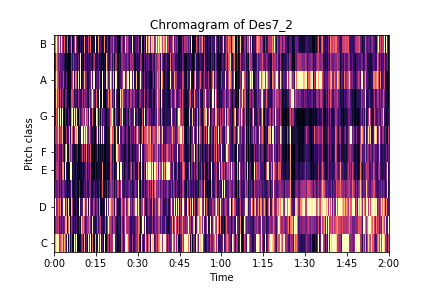 Chromagram of Des7_2
B
A
G
F
E
D
C
Pitch class
0:00 0:15 0:30 0:45 1:00 1:15 1:30 1:45 2:00
Time